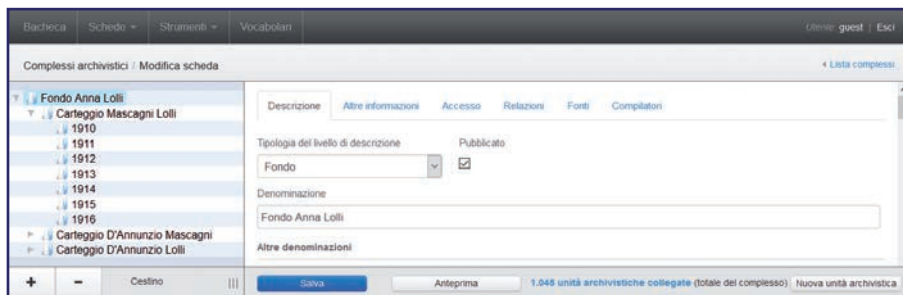 Bacheca Schede Strumenti Vocabolari Utente: guest | Esci
Complessi archivistici / Modifica scheda Lista complessi
Fondo Anna Lolli
Carteggio Mascagni Lolli
1910
1911
1912
1913
1914
1915
1916
Carteggio D'Annunzio Mascagni
Carteggio D'Annunzio Lolli
+ - Cestino
Descrizione Altre informazioni Accesso Relazioni Fonti Compilatori
Tipologia del livello di descrizione Pubblicato
Fondo
Denominazione
Fondo Anna Lolli
Altre denominazioni
Salva Anteprima 1.048 unità archivistiche collegate (totale del complesso) Nuova unità archivistica